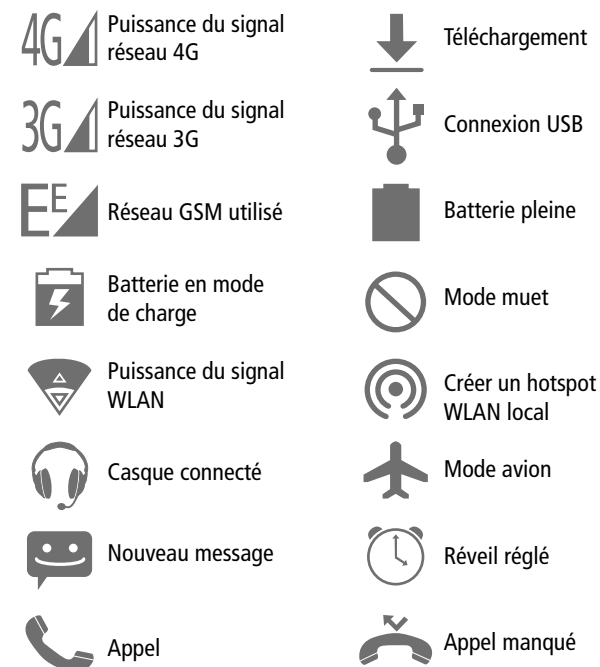 4G Puissance du signal
réseau 4G
3G Puissance du signal
réseau 3G
EE Réseau GSM utilisé
Batterie en mode
de charge
Puissance du signal
WLAN
Casque connecté
Nouveau message
Appel
Téléchargement
Connexion USB
Batterie pleine
Mode muet
Créer un hotspot
WLAN local
Mode avion
Réveil réglé
Appel manqué